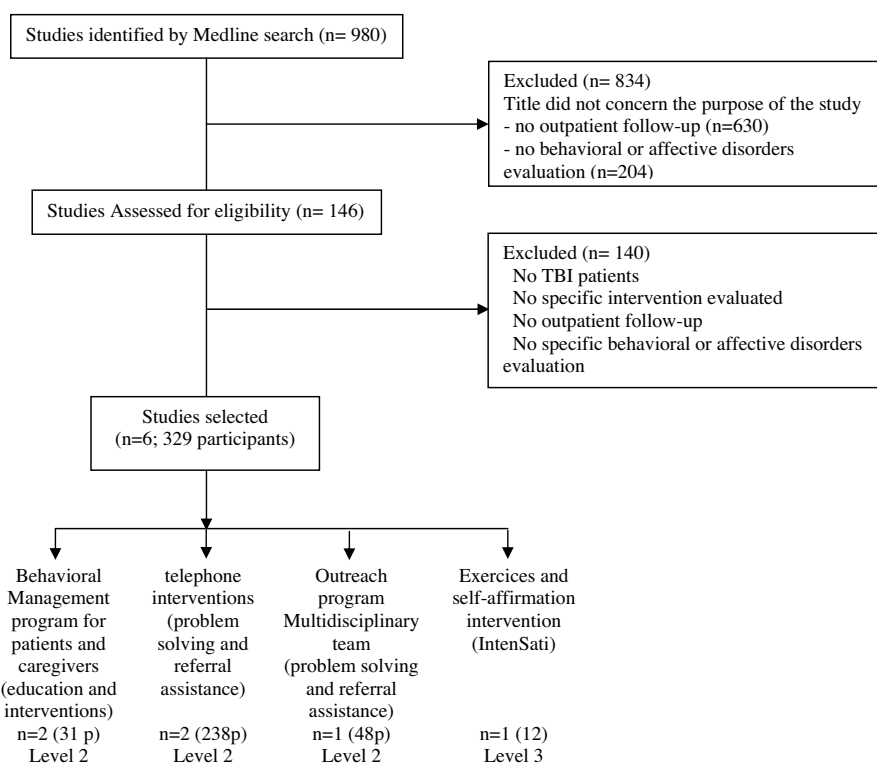 Studies identified by Medline search (n= 980)
Excluded (n= 834)
Title did not concern the purpose of the study
- no outpatient follow-up (n=630)
- no behavioral or affective disorders
evaluation (n=204)
Studies Assessed for eligibility (n= 146)
Excluded (n= 140)
No TBI patients
No specific intervention evaluated
No outpatient follow-up
No specific behavioral or affective disorders
evaluation
Studies selected
(n=6; 329 participants)
Behavioral
Management
program for
patients and
caregivers
(education and
interventions)
n=2 (31 p)
Level 2
telephone
interventions
(problem
solving and
referral
assistance)
n=2 (238p)
Level 2
Outreach
program
Multidisciplinary
team
(problem solving
and referral
assistance)
n=1 (48p)
Level 2
Exercices and
self-affirmation
intervention
(IntenSati)
n=1 (12)
Level 3